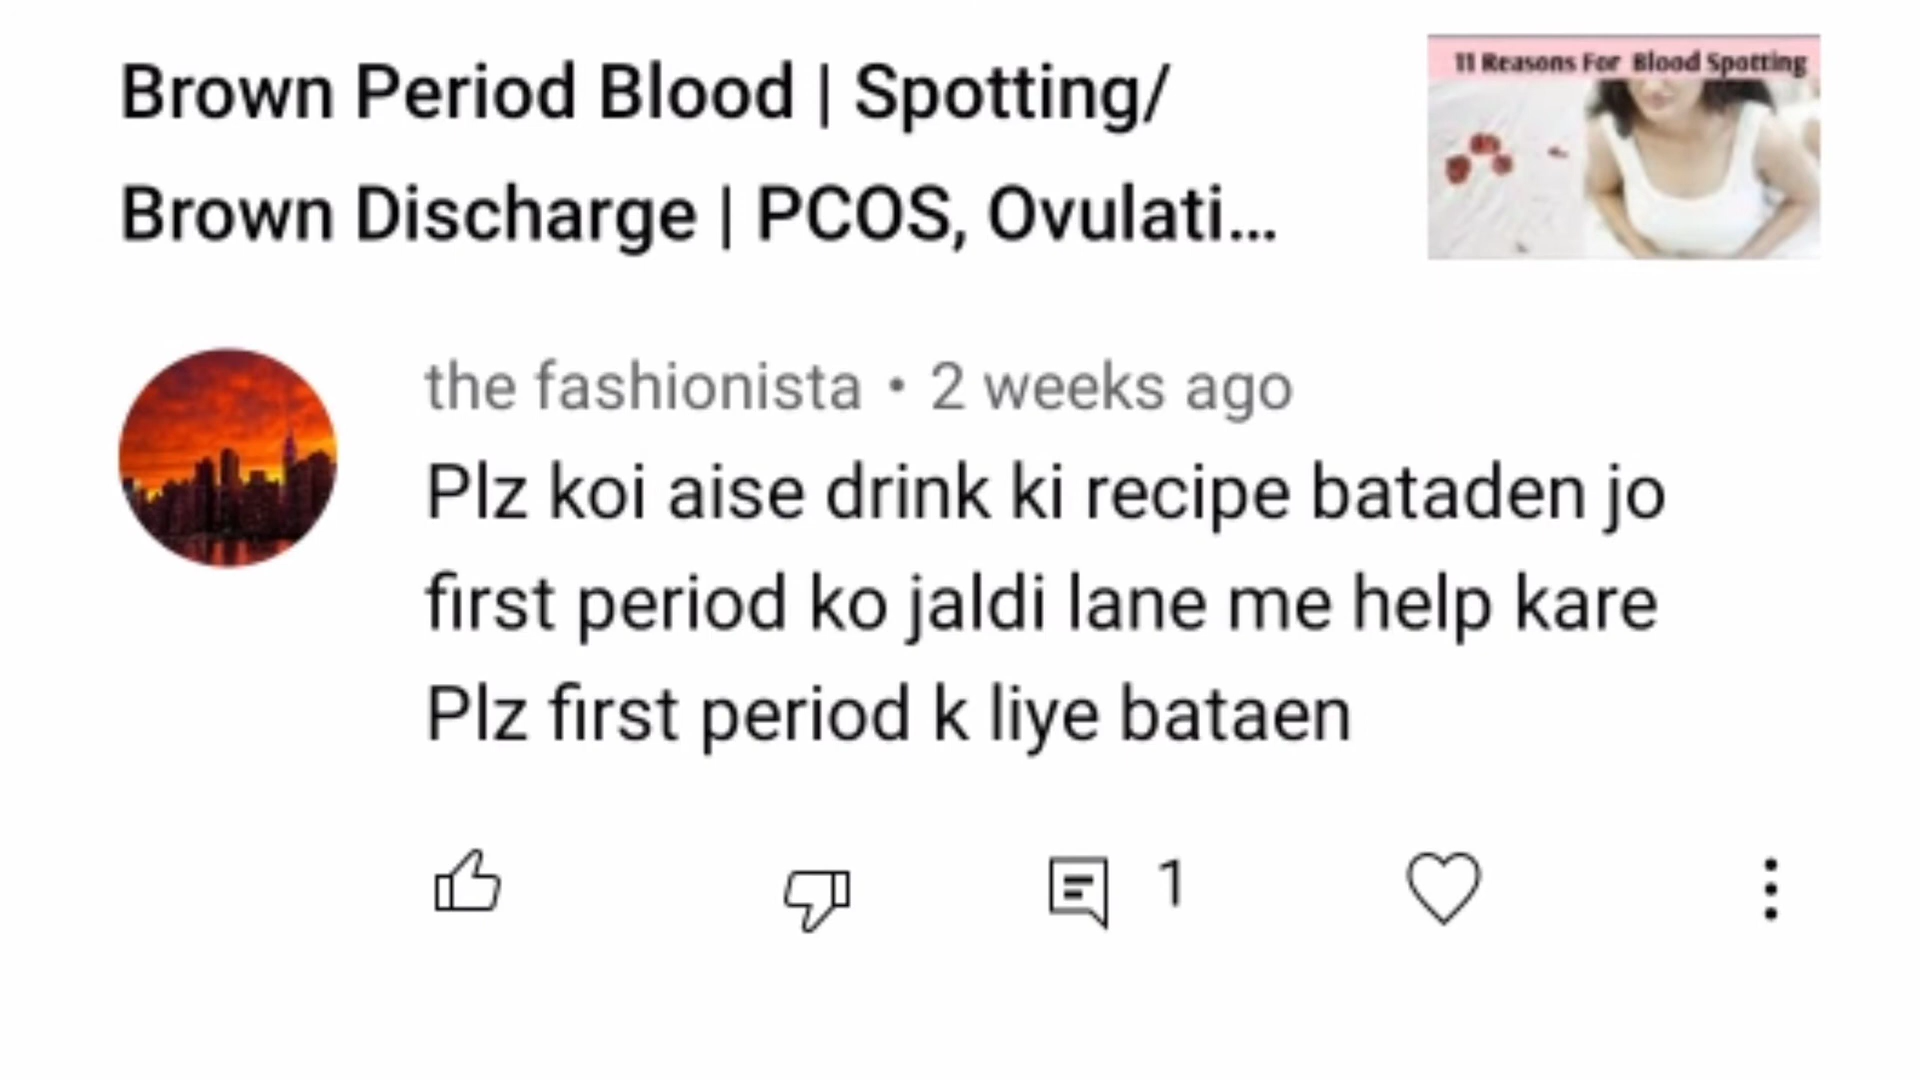 Brown Period Blood | Spotting/
Brown Discharge | PCOS, Ovulati...
11 Reasons For Blood Spotting
the fashionista • 2 weeks ago
Plz koi aise drink ki recipe bataden jo
first period ko jaldi lane me help kare
Plz first period k liye bataen
1